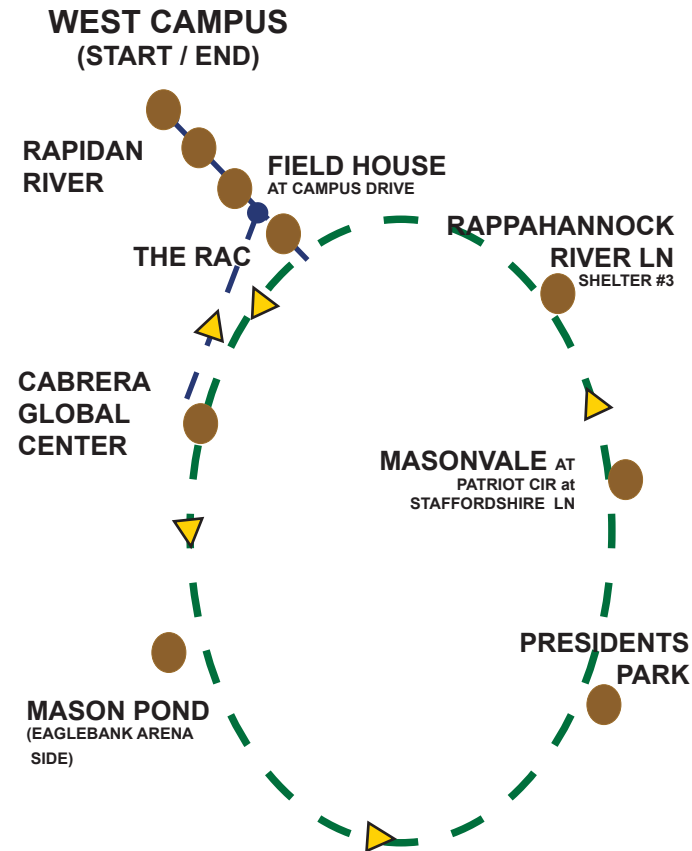 WEST CAMPUS
(START / END)
RAPIDAN
RIVER
FIELD HOUSE
AT CAMPUS DRIVE
THE RAC
RAPPAHANNOCK
RIVER LN
SHELTER #3
CABRERA
GLOBAL
CENTER
MASONVALE AT
PATRIOT CIR at
STAFFORDSHIRE LN
PRESIDENTS
PARK
MASON POND
(EAGLEBANK ARENA
SIDE)